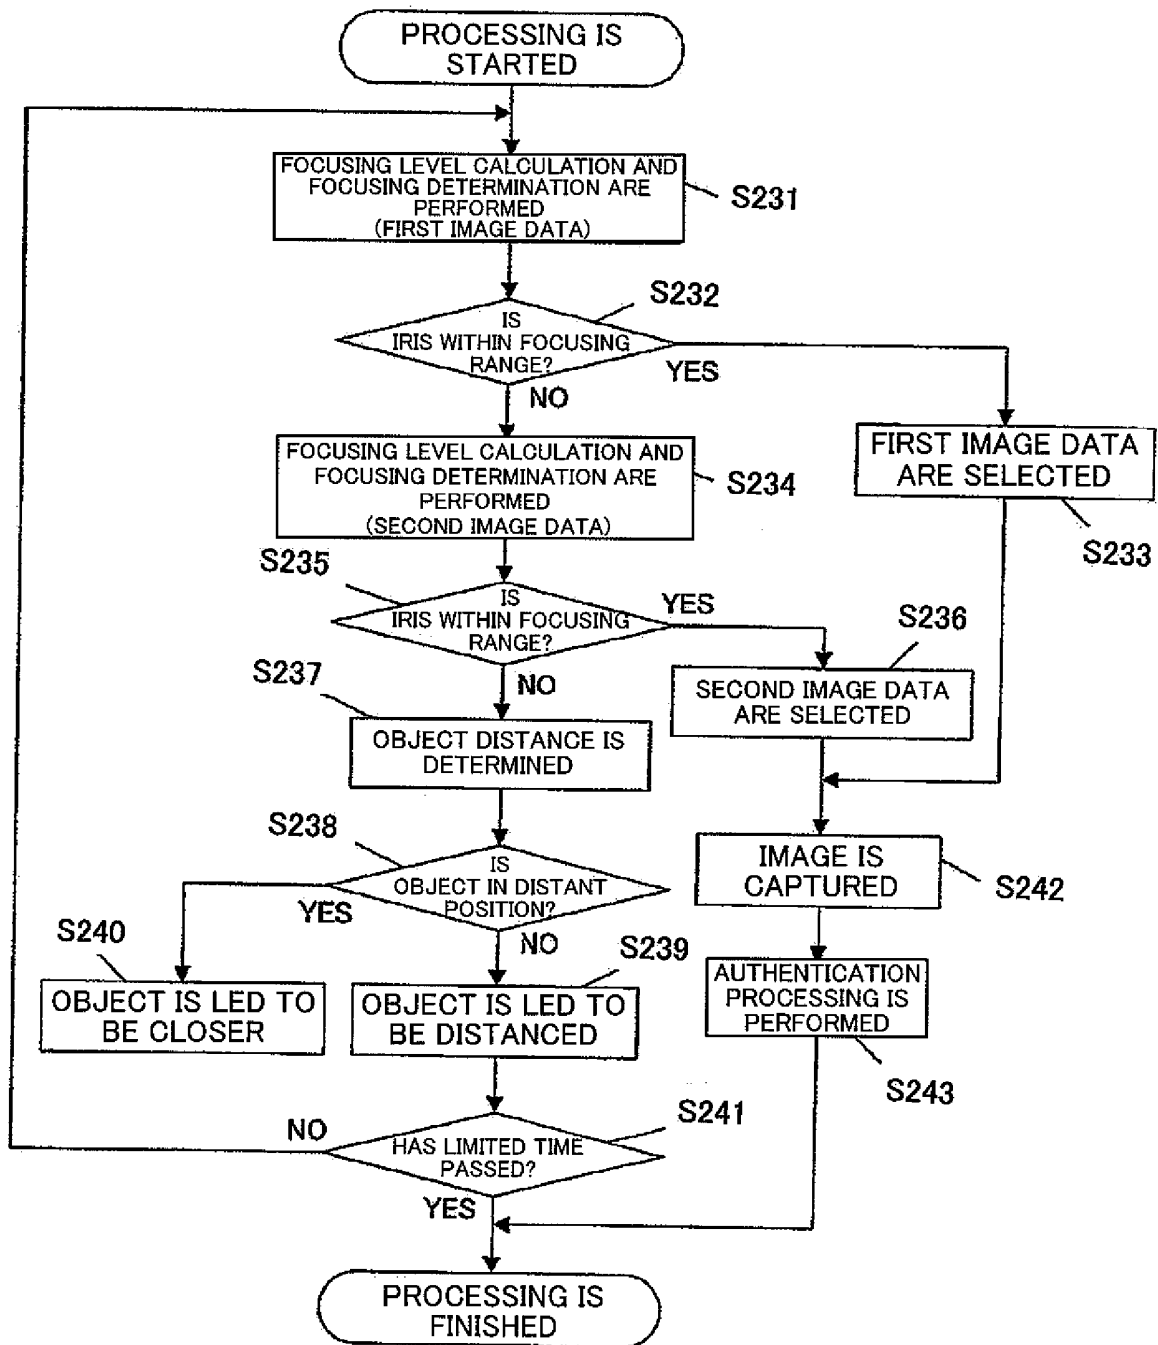 PROCESSING IS
STARTED
FOCUSING LEVEL CALCULATION AND
FOCUSING DETERMINATION ARE
PERFORMED
(FIRST IMAGE DATA)
S231
S232
IS
IRIS WITHIN FOCUSING
RANGE?
YES
NO
FIRST IMAGE DATA
ARE SELECTED
S233
FOCUSING LEVEL CALCULATION AND
FOCUSING DETERMINATION ARE
PERFORMED
(SECOND IMAGE DATA)
S234
S235
IS
IRIS WITHIN FOCUSING
RANGE?
YES
NO
S236
SECOND IMAGE DATA
ARE SELECTED
S237
OBJECT DISTANCE IS
DETERMINED
S238
IS
OBJECT IN DISTANT
POSITION?
YES
NO
IMAGE IS
CAPTURED
S242
S240
OBJECT IS LED TO
BE CLOSER
S239
OBJECT IS LED TO
BE DISTANCED
AUTHENTICATION
PROCESSING IS
PERFORMED
S243
S241
HAS LIMITED TIME
PASSED?
NO
YES
PROCESSING IS
FINISHED